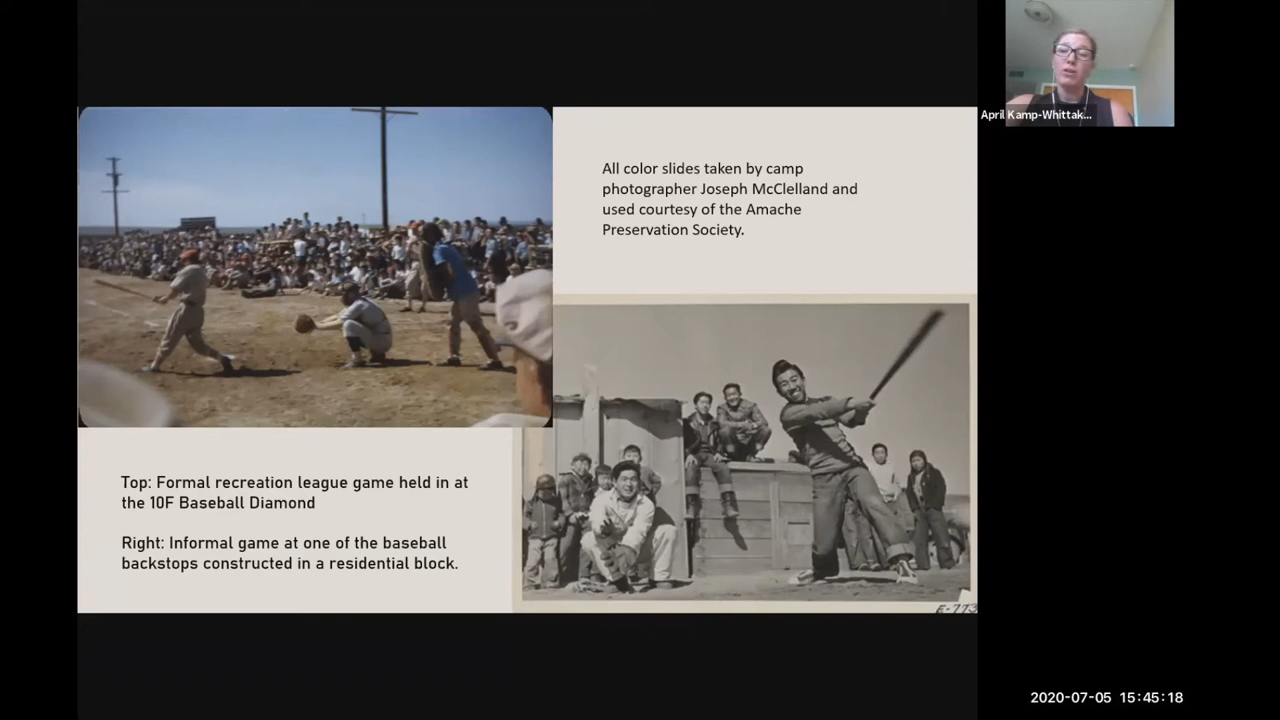 April Kamp-Whittak...
All color slides taken by camp
photographer Joseph McClelland and
used courtesy of the Amache
Preservation Society.
Top: Formal recreation league game held in at
the 10F Baseball Diamond
Right: Informal game at one of the baseball
backstops constructed in a residential block.
E-773
2020-07-05 15:45:18